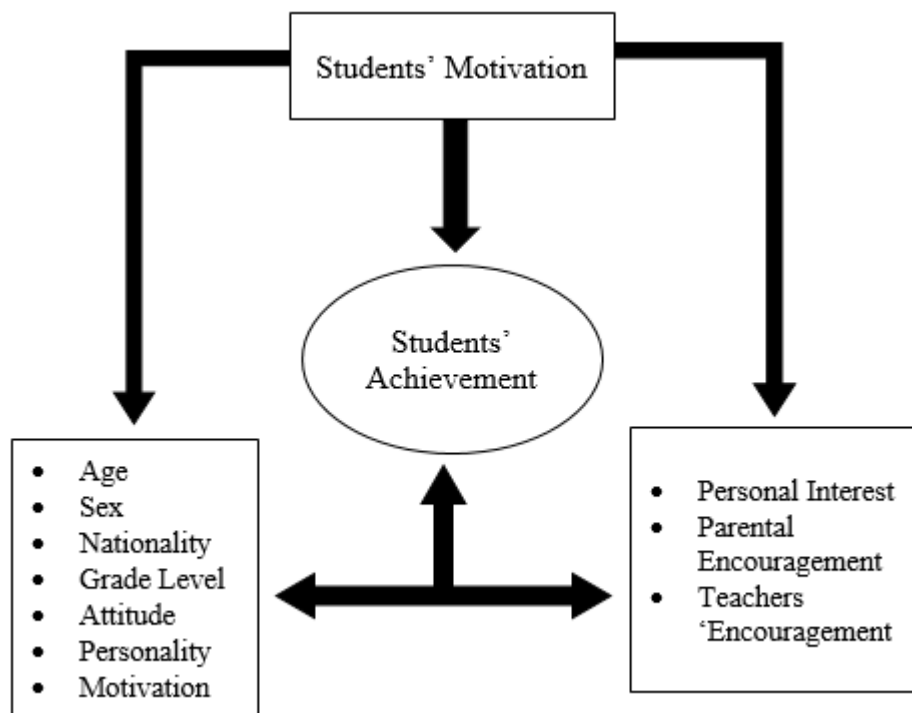 Students’ Motivation
Students’
Achievement
• Age
• Sex
• Nationality
• Grade Level
• Attitude
• Personality
• Motivation
• Personal Interest
• Parental
Encouragement
• Teachers
‘Encouragement